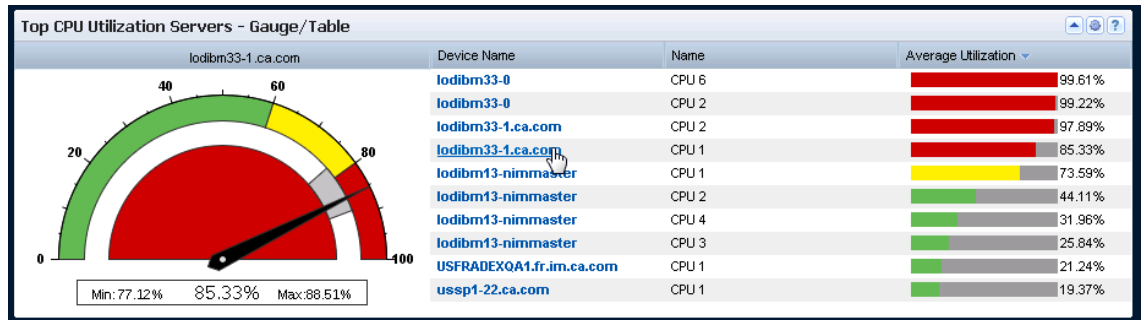 Top CPU Utilization Servers - Gauge/Table
?
lodibm33-1.ca.com
Device Name Name Average Utilization
40 60
20 80
0 100
Min:77.12% 85.33% Max:88.51%
lodibm33-0 CPU 6 99.61%
lodibm33-0 CPU 2 99.22%
lodibm33-1.ca.com CPU 2 97.89%
lodibm33-1.ca.com CPU 1 85.33%
lodibm13-nimmaster CPU 1 73.59%
lodibm13-nimmaster CPU 2 44.11%
lodibm13-nimmaster CPU 4 31.96%
lodibm13-nimmaster CPU 3 25.84%
USFRADEXQA1.fr.im.ca.com CPU 1 21.24%
ussp1-22.ca.com CPU 1 19.37%